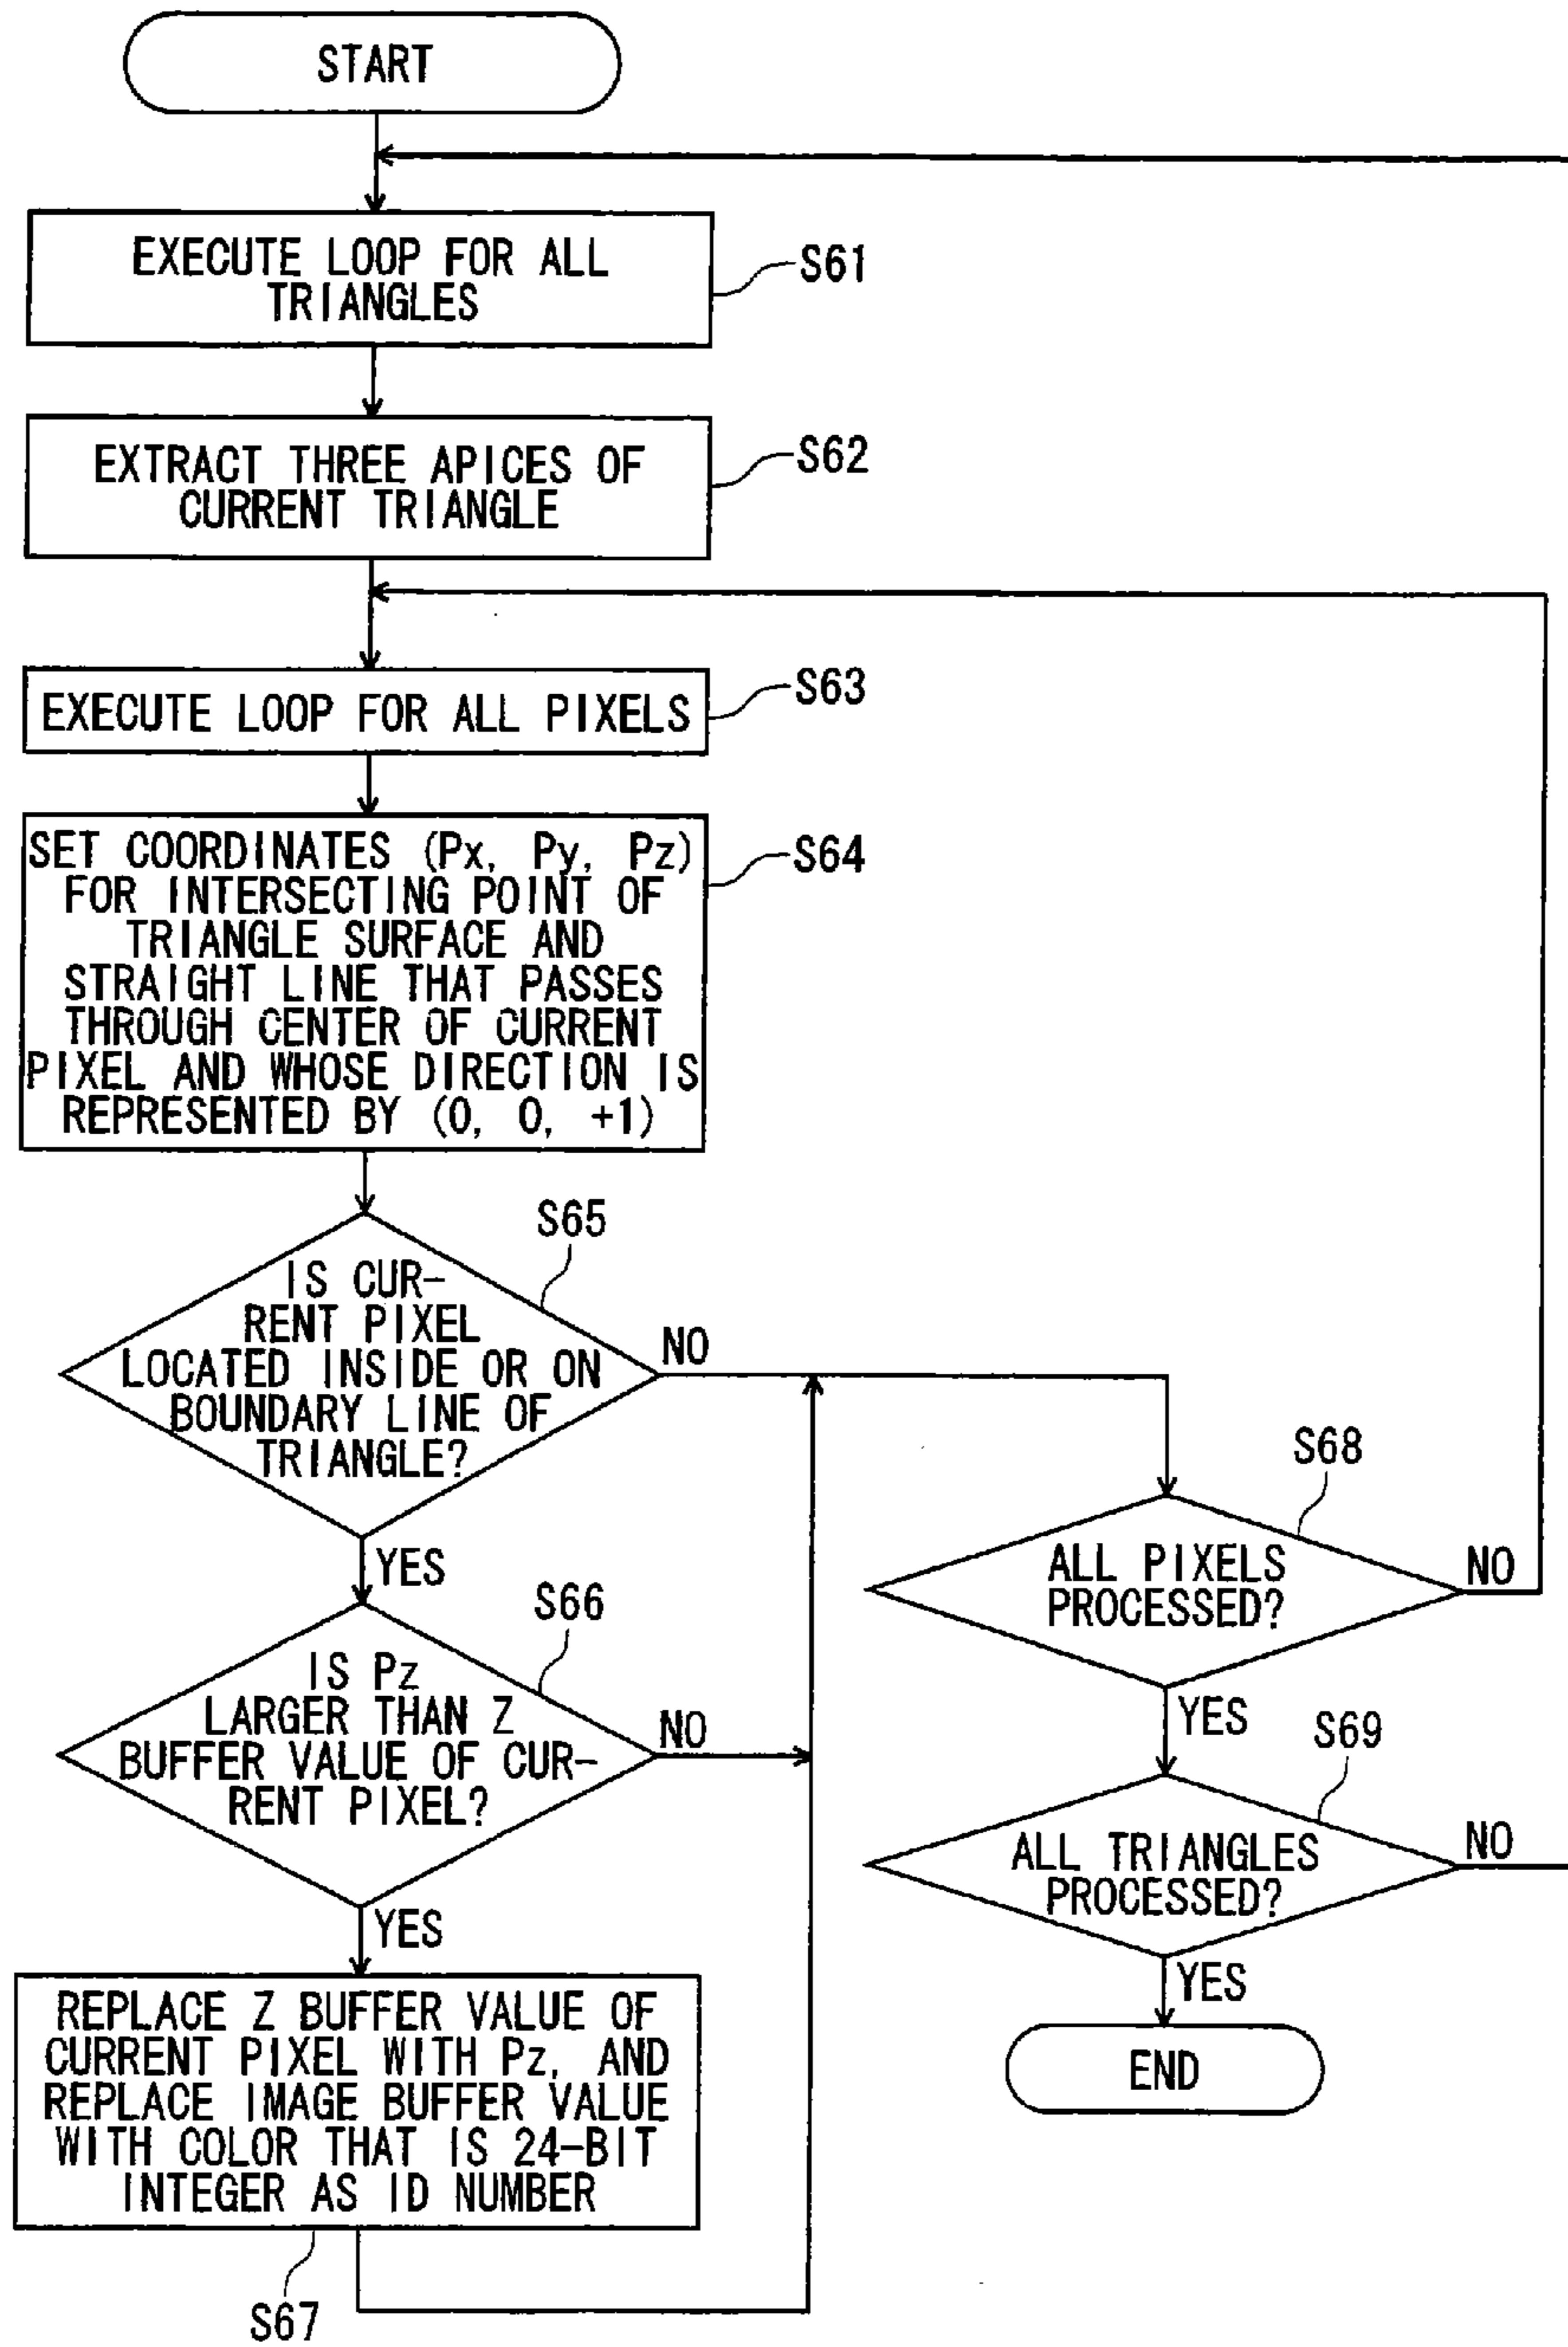 START
EXECUTE LOOP FOR ALL
TRIANGLES
S61
EXTRACT THREE APICES OF
CURRENT TRIANGLE
S62
EXECUTE LOOP FOR ALL PIXELS
S63
SET COORDINATES (Px, Py, Pz)
FOR INTERSECTING POINT OF
TRIANGLE SURFACE AND
STRAIGHT LINE THAT PASSES
THROUGH CENTER OF CURRENT
PIXEL AND WHOSE DIRECTION IS
REPRESENTED BY (0, 0, +1)
S64
S65
IS CUR-
RENT PIXEL
LOCATED INSIDE OR ON
BOUNDARY LINE OF
TRIANGLE?
NO
YES
S66
IS Pz
LARGER THAN Z
BUFFER VALUE OF CUR-
RENT PIXEL?
NO
YES
REPLACE Z BUFFER VALUE OF
CURRENT PIXEL WITH Pz, AND
REPLACE IMAGE BUFFER VALUE
WITH COLOR THAT IS 24-BIT
INTEGER AS ID NUMBER
S67
S68
ALL PIXELS
PROCESSED?
NO
YES
S69
ALL TRIANGLES
PROCESSED?
NO
YES
END